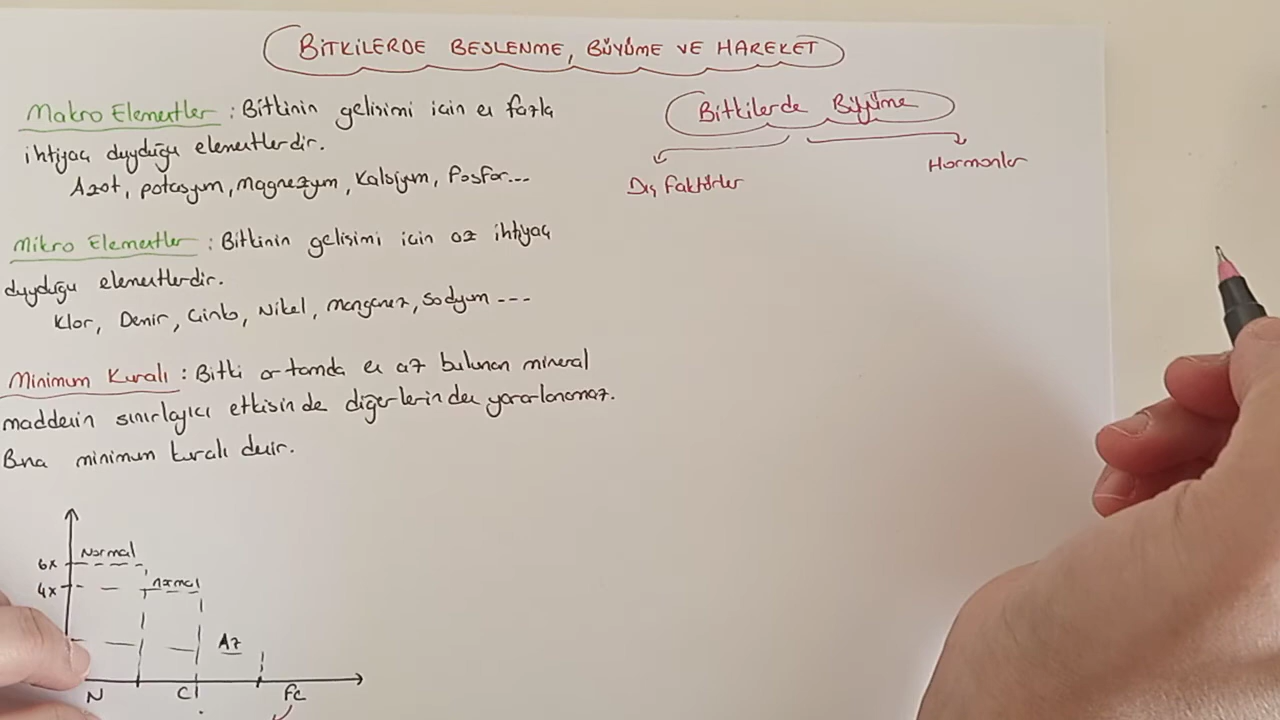 BİTKİLERDE BESLENME, BÜYÜME VE HAREKET
Makro Elementler : Bitkinin gelişimi için en fazla
ihtiyaç duyduğu elementlerdir.
Azot, potasyum, Magnezyum, Kalsiyum, Fosfor...
Mikro Elementler : Bitkinin gelişimi için az ihtiyaç
duyduğu elementlerdir.
Klor, Demir, Çinko, Nikel, mangenez, Sodyum ---
Minimum Kuralı : Bitki ortamda en az bulunan mineral
maddenin sınırlayıcı etkisinde diğerlerinden yararlanamaz.
Buna minimum kuralı denir.
6x Normal
4x normal
Az
N Cl Fe
Bitkilerde Büyüme
Dış faktörler
Hormonlar